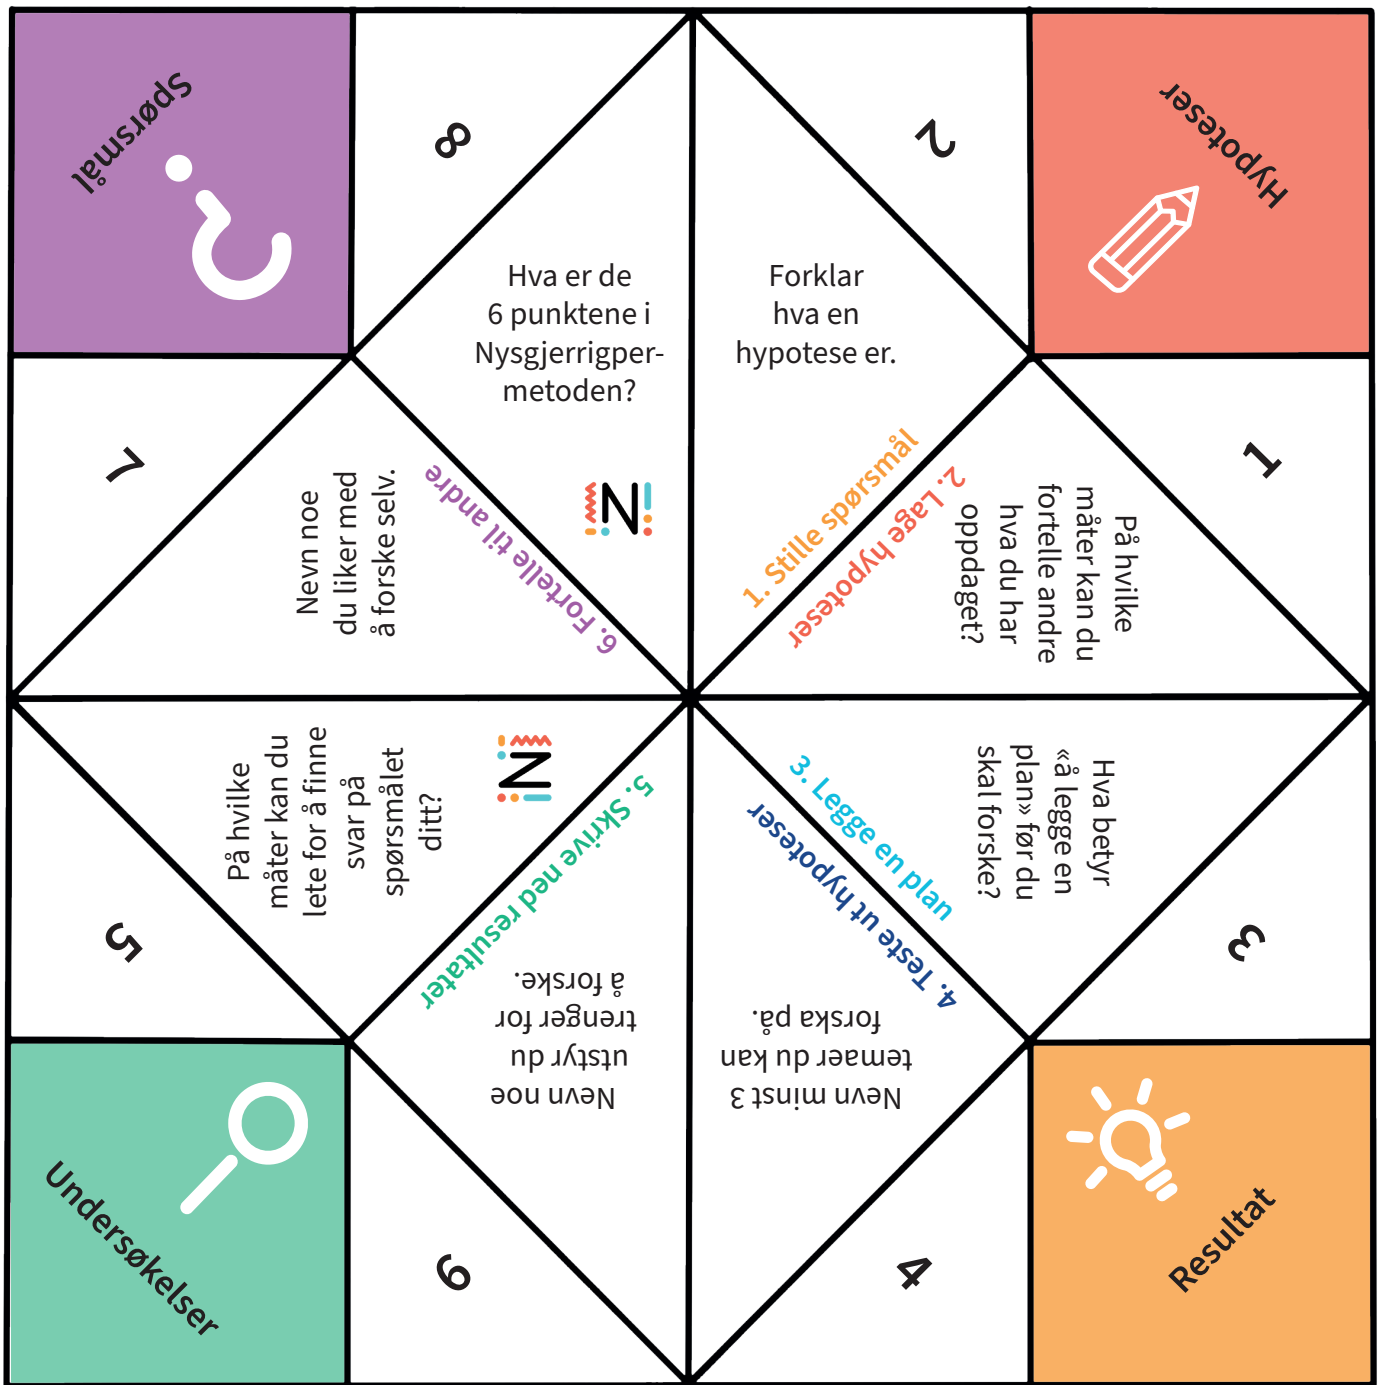 Spørsmål
8
2
Hypoteser
Hva er de
6 punktene i
Nysgjerrigper-
metoden?
Forklar
hva en
hypotese er.
7
Nevn noe
du liker med
å forske selv.
6. Fortelle til andre
N
1. Stille spørsmål
2. Lage hypoteser
På hvilke
måter kan du
fortelle andre
hva du har
oppdaget?
1
5
På hvilke
måter kan du
lete for å finne
svar på
spørsmålet
ditt?
N
5. Skrive ned resultater
3. Legge en plan
4. Teste ut hypoteser
Hva betyr
«å legge en
plan» før du
skal forske?
3
Nevn noe
utstyr du
trenger for
å forske.
Nevn minst 3
temaer du kan
forska på.
Undersøkelser
6
4
Resultat